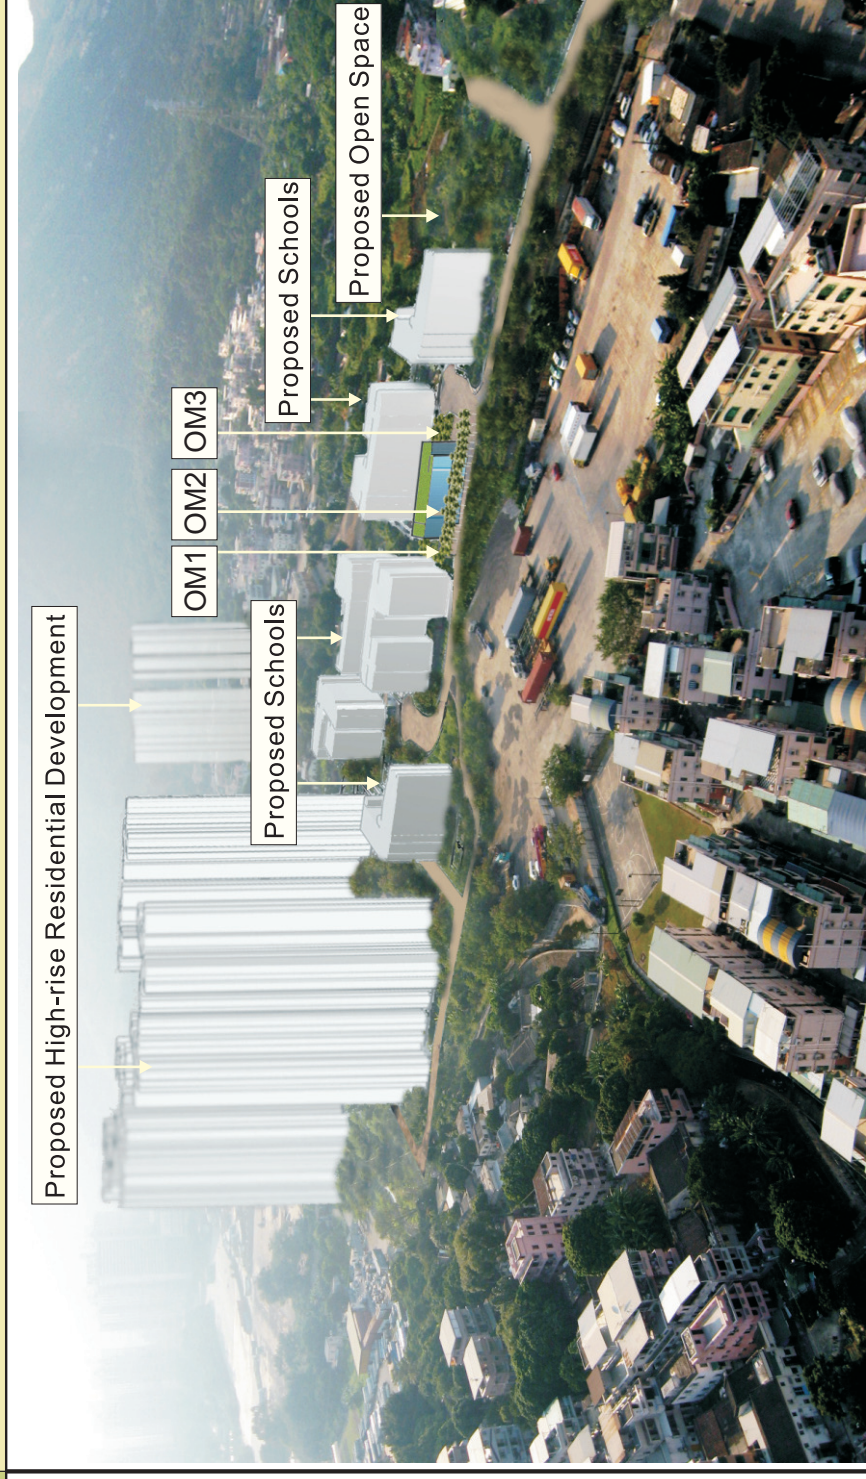 Proposed High-rise Residential Development
Proposed Schools
OM1
OM2
OM3
Proposed Schools
Proposed Open Space